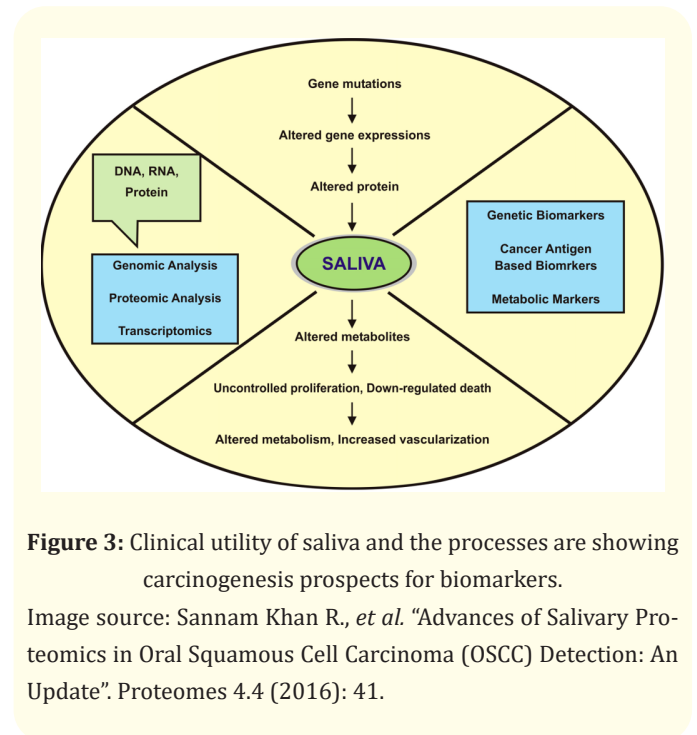 Gene mutations
Altered gene expressions
Altered protein
DNA, RNA,
Protein
Genomic Analysis
Proteomic Analysis
Transcriptomics
SALIVA
Genetic Biomarkers
Cancer Antigen
Based Biomrkers
Metabolic Markers
Altered metabolites
Uncontrolled proliferation, Down-regulated death
Altered metabolism, Increased vascularization
Figure 3: Clinical utility of saliva and the processes are showing
carcinogenesis prospects for biomarkers.
Image source: Sannam Khan R., et al. “Advances of Salivary Pro-
teomics in Oral Squamous Cell Carcinoma (OSCC) Detection: An
Update”. Proteomes 4.4 (2016): 41.